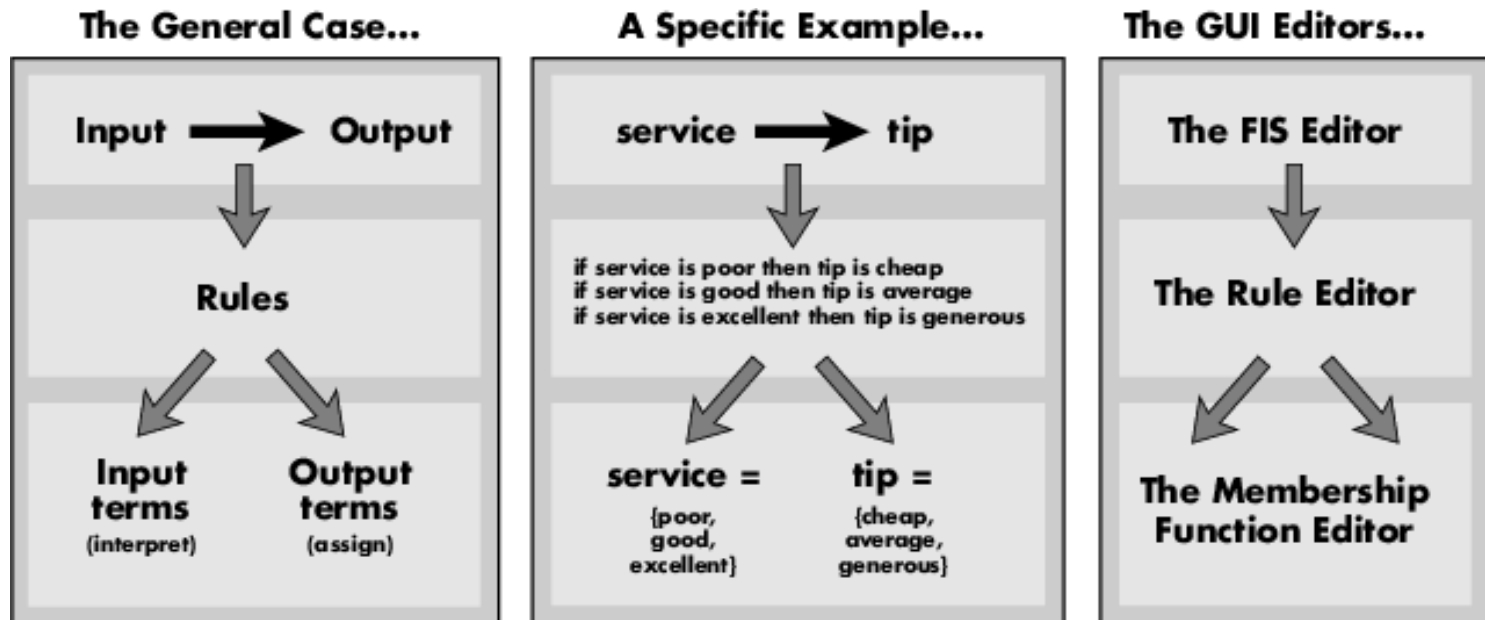 The General Case...
Input Output
Rules
Input
terms
(interpret)
Output
terms
(assign)
A Specific Example...
service tip
if service is poor then tip is cheap
if service is good then tip is average
if service is excellent then tip is generous
service =
{poor,
good,
excellent}
tip =
{cheap,
average,
generous}
The GUI Editors...
The FIS Editor
The Rule Editor
The Membership
Function Editor